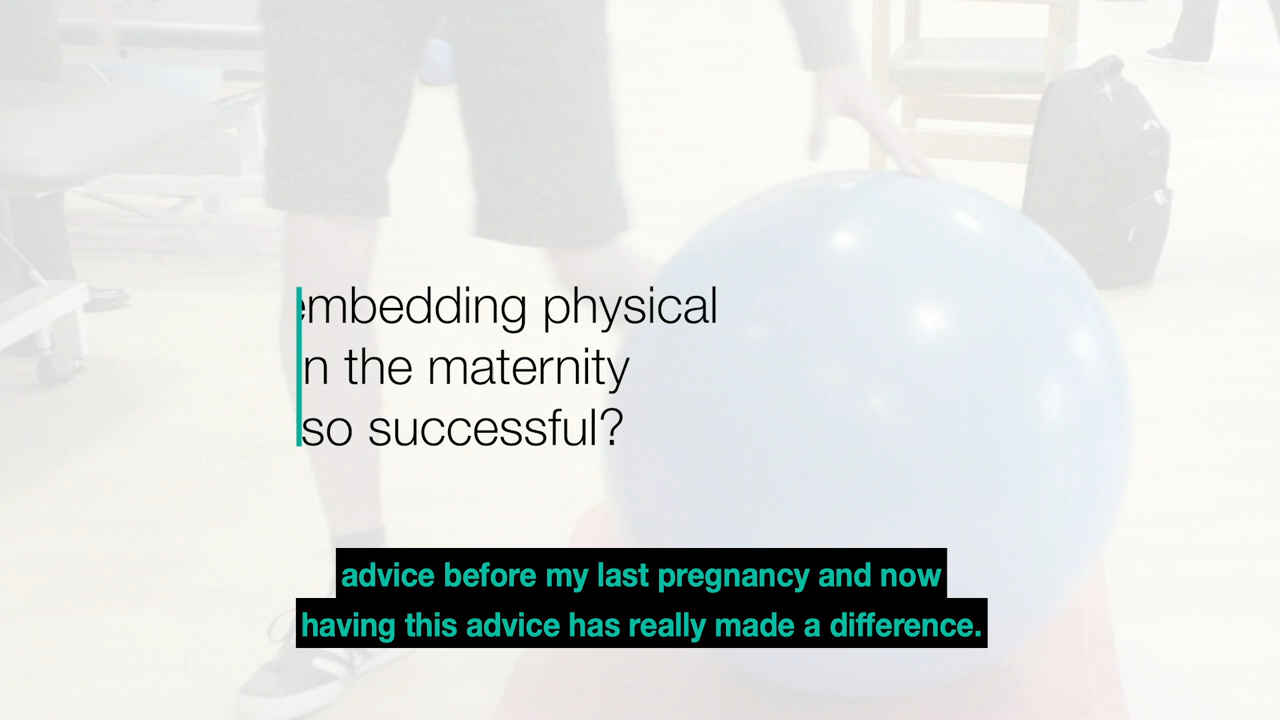 embedding physical
n the maternity
so successful?
advice before my last pregnancy and now
having this advice has really made a difference.